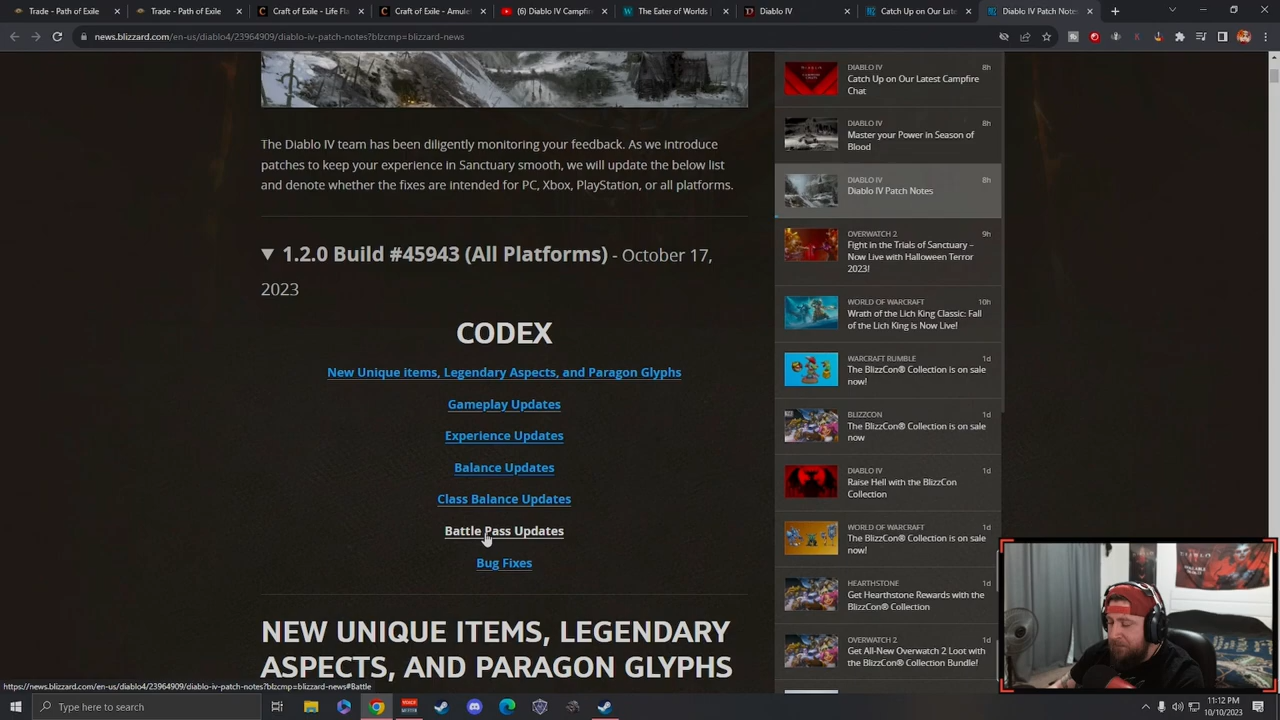 Trade - Path of Exile
Trade - Path of Exile
Craft of Exile - Life Fla
Craft of Exile - Amule
(6) Diablo IV Campfir
The Eater of Worlds |
Diablo IV
Catch Up on Our Late
Diablo IV Patch Notes
news.blizzard.com/en-us/diablo4/23964909/diablo-iv-patch-notes?blzcmp=blizzard-news
The Diablo IV team has been diligently monitoring your feedback. As we introduce
patches to keep your experience in Sanctuary smooth, we will update the below list
and denote whether the fixes are intended for PC, Xbox, PlayStation, or all platforms.
1.2.0 Build #45943 (All Platforms) - October 17,
2023
CODEX
New Unique items, Legendary Aspects, and Paragon Glyphs
Gameplay Updates
Experience Updates
Balance Updates
Class Balance Updates
Battle Pass Updates
Bug Fixes
NEW UNIQUE ITEMS, LEGENDARY
ASPECTS, AND PARAGON GLYPHS
DIABLO IV 8h
Catch Up on Our Latest Campfire
Chat
DIABLO IV 8h
Master your Power in Season of
Blood
DIABLO IV 8h
Diablo IV Patch Notes
OVERWATCH 2 9h
Fight in the Trials of Sanctuary –
Now Live with Halloween Terror
2023!
WORLD OF WARCRAFT 10h
Wrath of the Lich King Classic: Fall
of the Lich King is Now Live!
WARCRAFT RUMBLE 1d
The BlizzCon® Collection is on sale
now!
BLIZZCON 1d
The BlizzCon® Collection is on sale
now
DIABLO IV 1d
Raise Hell with the BlizzCon
Collection
WORLD OF WARCRAFT 1d
The BlizzCon® Collection is on sale
now!
HEARTHSTONE 1d
Get Hearthstone Rewards with the
BlizzCon® Collection
OVERWATCH 2 1d
Get All-New Overwatch 2 Loot with
the BlizzCon® Collection Bundle!
https://news.blizzard.com/en-us/diablo4/23964909/diablo-iv-patch-notes?blzcmp=blizzard-news#Battle
Type here to search
11:12 PM
10/10/2023